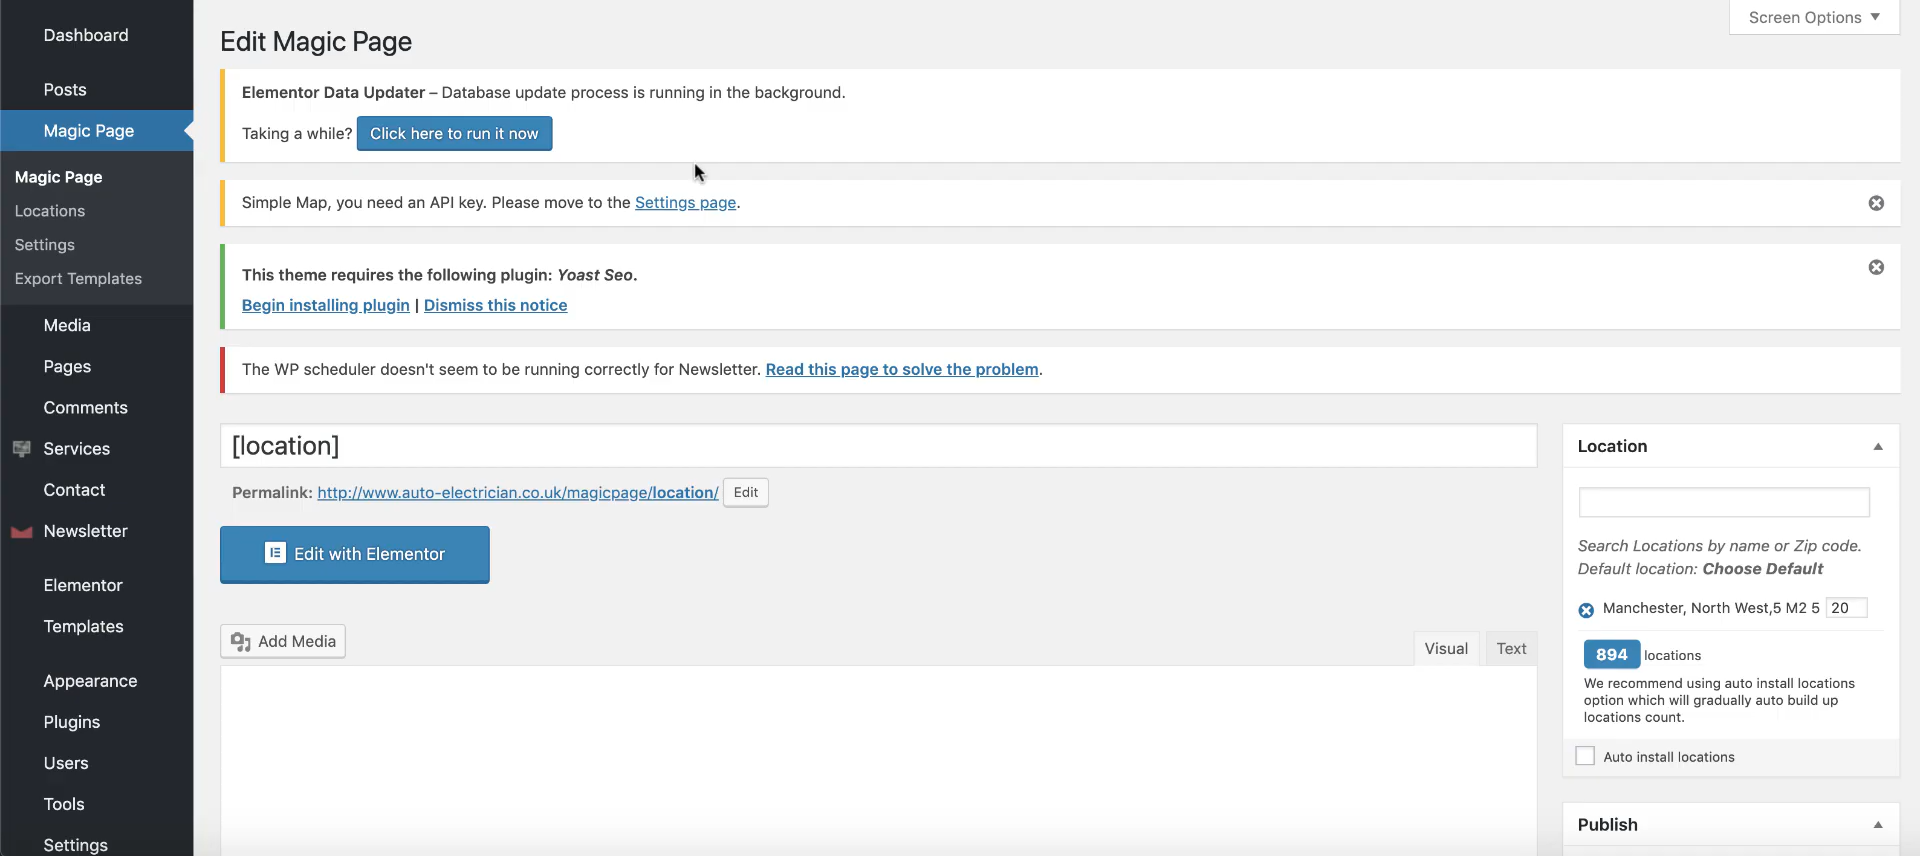 Screen Options
Edit Magic Page
Dashboard
Posts
Magic Page
Magic Page
Locations
Settings
Export Templates
Media
Pages
Comments
Services
Contact
Newsletter
Elementor
Templates
Appearance
Plugins
Users
Tools
Settings
Elementor Data Updater – Database update process is running in the background.
Taking a while? Click here to run it now
Simple Map, you need an API key. Please move to the Settings page.
This theme requires the following plugin: Yoast Seo.
Begin installing plugin | Dismiss this notice
The WP scheduler doesn't seem to be running correctly for Newsletter. Read this page to solve the problem.
[location]
Permalink: http://www.auto-electrician.co.uk/magicpage/location/ Edit
Edit with Elementor
Add Media
Visual Text
Location
Search Locations by name or Zip code.
Default location: Choose Default
Manchester, North West,5 M2 5 20
894 locations
We recommend using auto install locations
option which will gradually auto build up
locations count.
Auto install locations
Publish